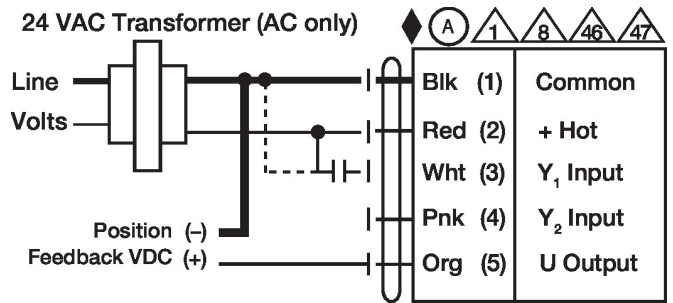 24 VAC Transformer (AC only)
A 1 8 46 47
Line
Volts
Blk (1) Common
Red (2) + Hot
Wht (3) Y1 Input
Pnk (4) Y2 Input
Position (–)
Feedback VDC (+)
Org (5) U Output